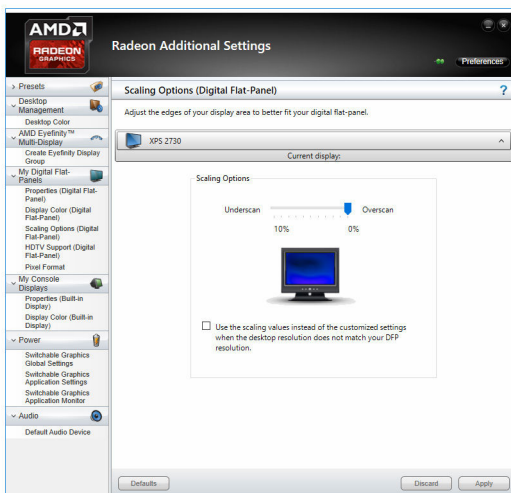 AMD
RADEON
GRAPHICS
Radeon Additional Settings
Preferences
Presets
Desktop
Management
Desktop Color
AMD Eyefinity™
Multi-Display
Create Eyefinity Display
Group
My Digital Flat-
Panels
Properties (Digital Flat-
Panel)
Display Color (Digital
Flat-Panel)
Scaling Options (Digital
Flat-Panel)
HDTV Support (Digital
Flat-Panel)
Pixel Format
My Console
Displays
Properties (Built-in
Display)
Display Color (Built-in
Display)
Power
Switchable Graphics
Global Settings
Switchable Graphics
Application Settings
Switchable Graphics
Application Monitor
Audio
Default Audio Device
Scaling Options (Digital Flat-Panel)
?
Adjust the edges of your display area to better fit your digital flat-panel.
XPS 2730
Current display:
Scaling Options
Underscan Overscan
10% 0%
Use the scaling values instead of the customized settings
when the desktop resolution does not match your DFP
resolution.
Defaults
Discard
Apply